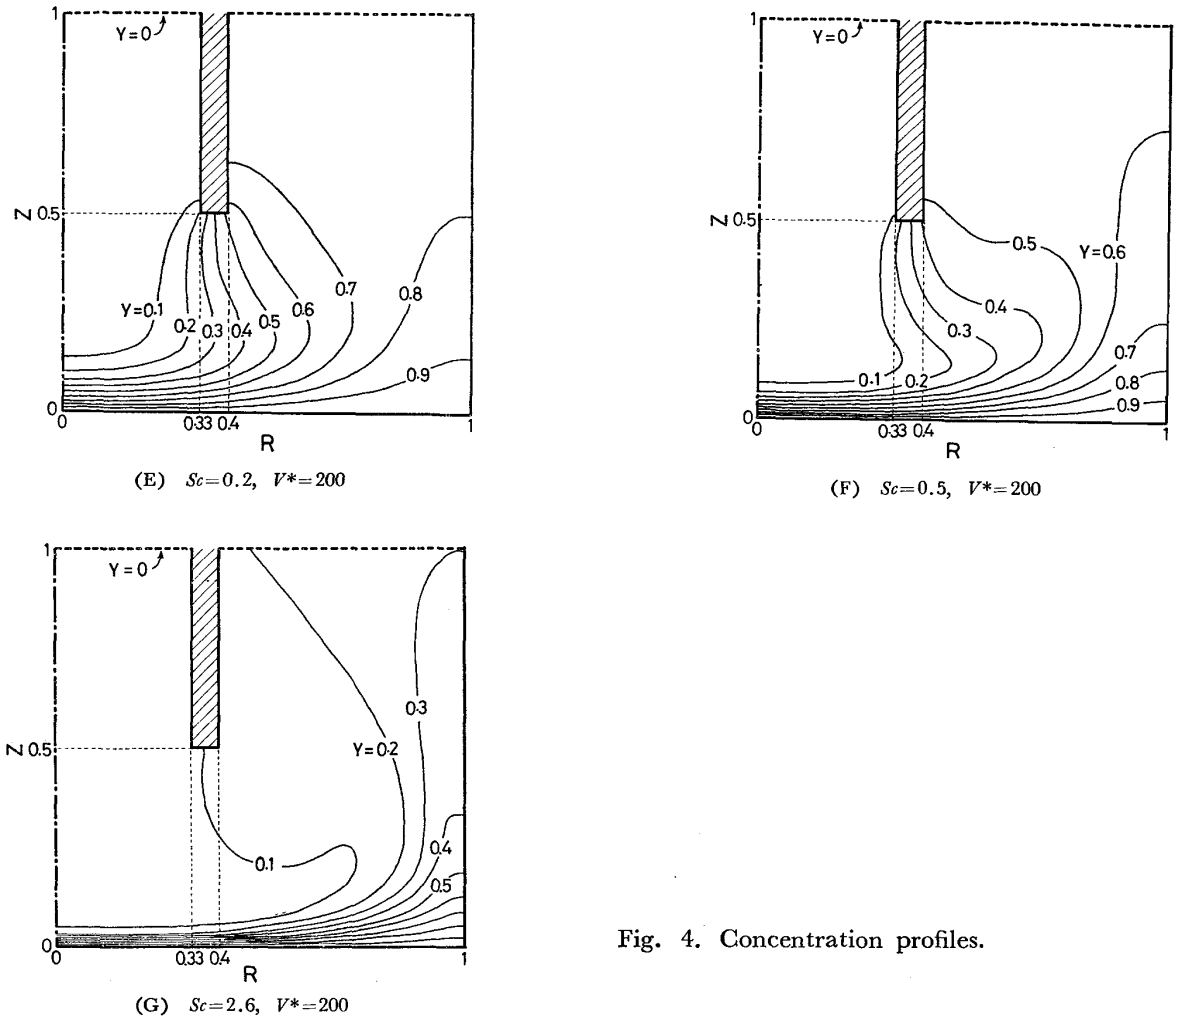 1
Y=0
Z
0.5
Y=0.1
0.2
0.3
0.4
0.5
0.6
0.7
0.8
0.9
0
0
0.33
0.4
1
R
(E) Sc=0.2, V*=200
1
Y=0
Z
0.5
0.5
Y=0.6
0.4
0.3
0.7
0.1
0.2
0.8
0.9
0
0
0.33
0.4
1
R
(F) Sc=0.5, V*=200
1
Y=0
0.3
Z
0.5
Y=0.2
0.4
0.1
0.5
0
0
0.33
0.4
1
R
(G) Sc=2.6, V*=200
Fig. 4. Concentration profiles.